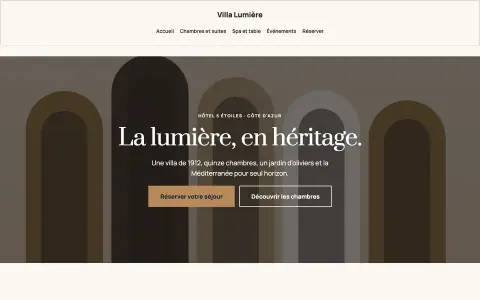 Villa Lumière
Accueil Chambres et suites Spa et table Événements Réserver
HÔTEL 5 ÉTOILES · CÔTE D'AZUR
La lumière, en héritage.
Une villa de 1912, quinze chambres, un jardin d'oliviers et la
Méditerranée pour seul horizon.
Réserver votre séjour Découvrir les chambres